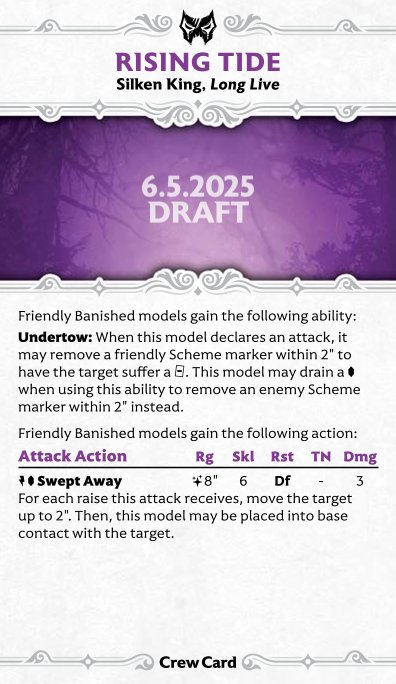 RISING TIDE
Silken King, Long Live
6.5.2025
DRAFT
Friendly Banished models gain the following ability:
Undertow: When this model declares an attack, it
may remove a friendly Scheme marker within 2" to
have the target suffer a . This model may drain a
when using this ability to remove an enemy Scheme
marker within 2" instead.
Friendly Banished models gain the following action:
Attack Action Rg Skl Rst TN Dmg
Swept Away 8" 6 Df - 3
For each raise this attack receives, move the target
up to 2". Then, this model may be placed into base
contact with the target.
Crew Card